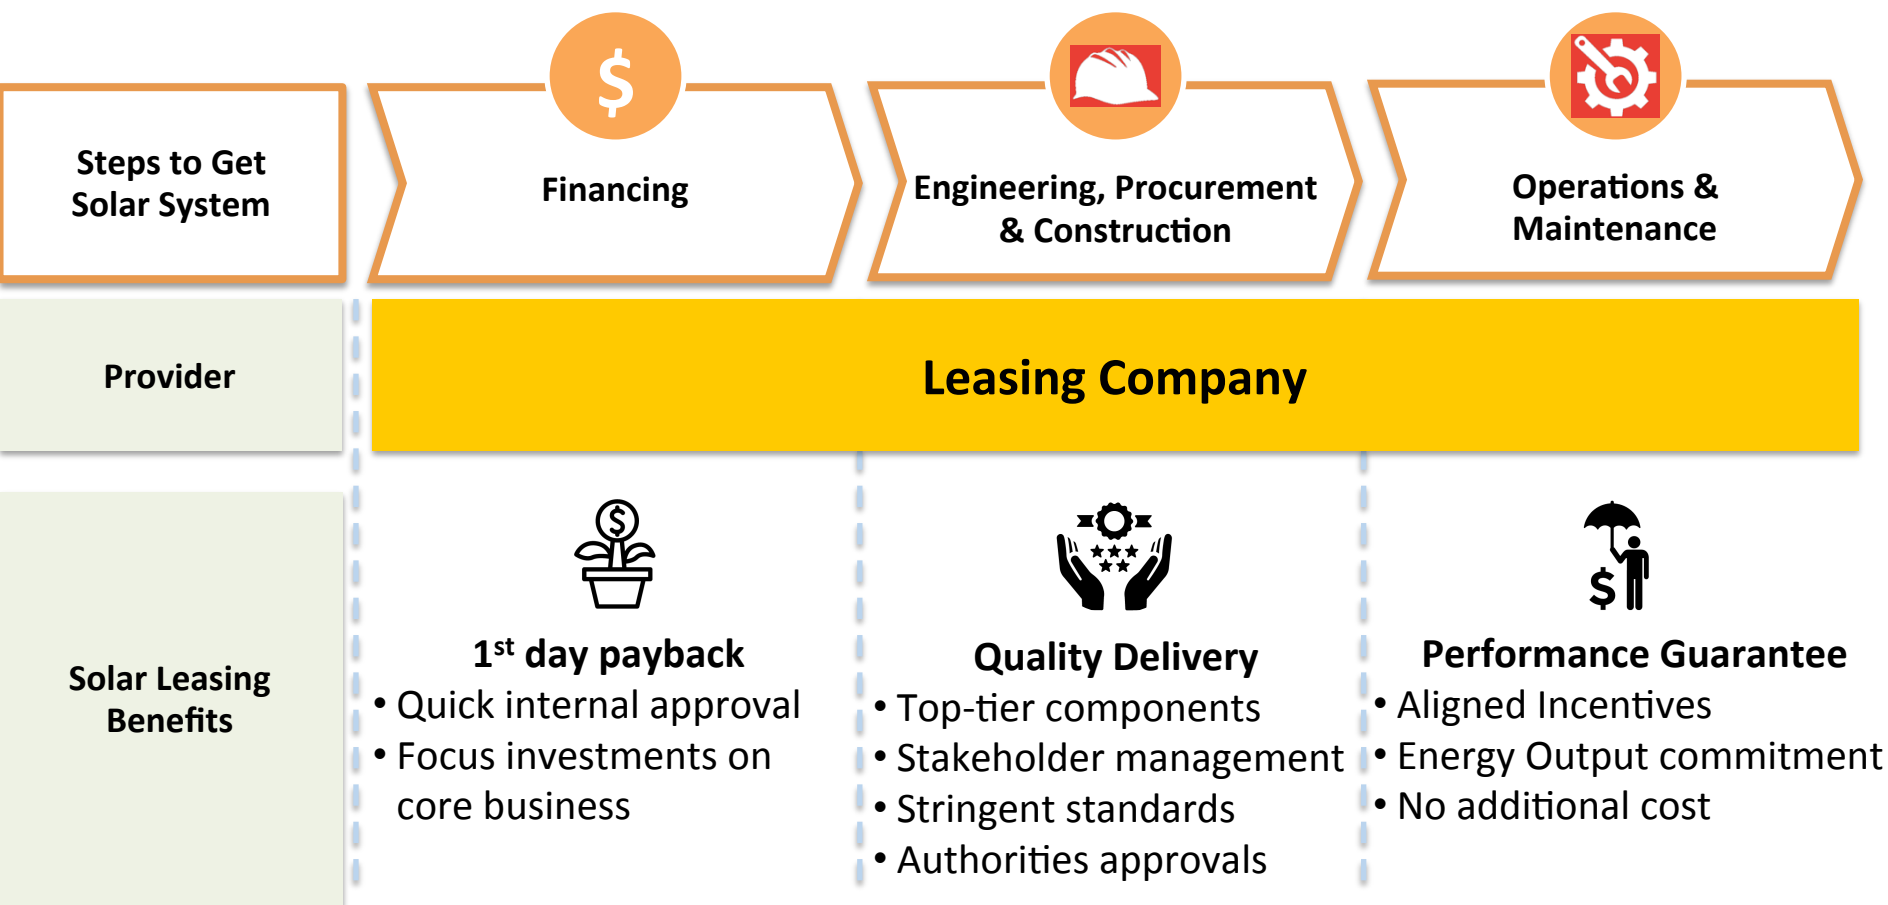 $
Steps to Get
Solar System
Financing
Engineering, Procurement
& Construction
Operations &
Maintenance
Provider
Leasing Company
Solar Leasing
Benefits
$
1st day payback
• Quick internal approval
• Focus investments on
core business
Quality Delivery
• Top-tier components
• Stakeholder management
• Stringent standards
• Authorities approvals
$
Performance Guarantee
• Aligned Incentives
• Energy Output commitment
• No additional cost